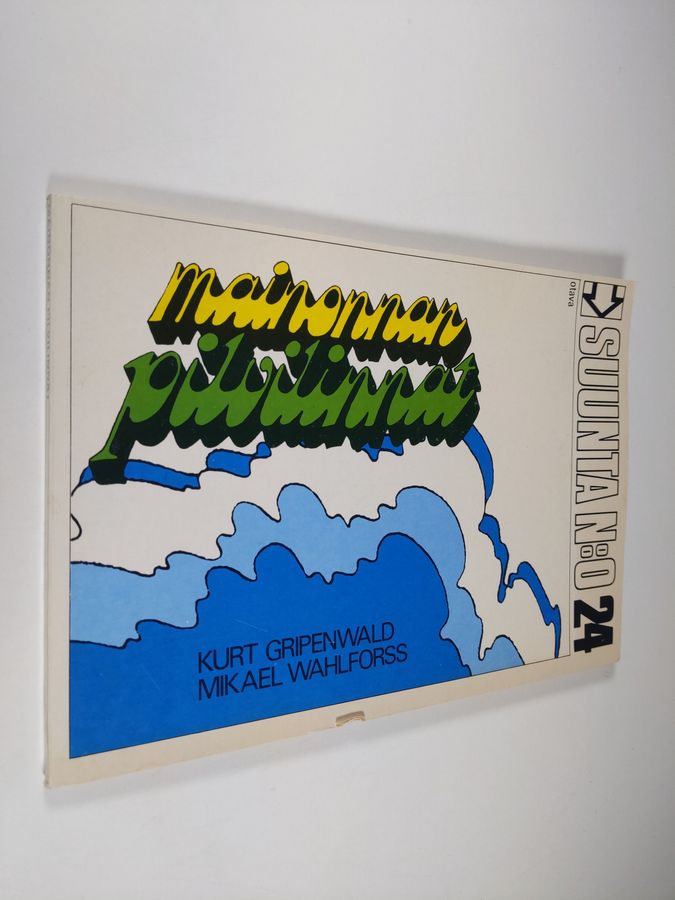 mainonnan
pilvilinnat
KURT GRIPENWALD
MIKAEL WAHLFORSS
otava
SUUNTA N:O 24